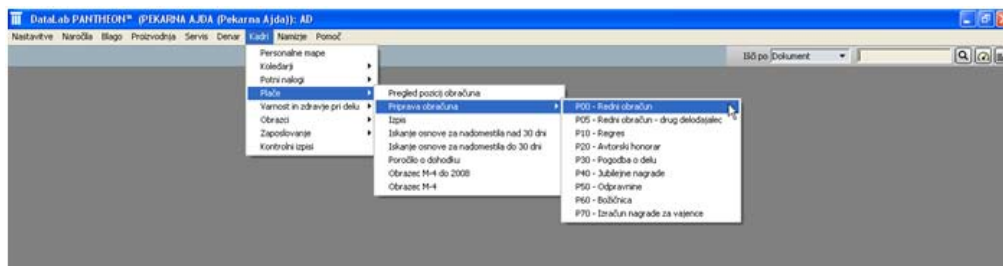 DataLab PANTHEON™ (PEKARNA AJDA (Pekarna Ajda)): AD
Nastavitve Naročila Blago Proizvodnja Servis Denar Kadri Namizje Pomoč
Išči po Dokument
Personalne mape
Koledarji
Potni nalogi
Plače
Varnost in zdravje pri delu
Obrazci
Zaposlovanje
Kontrolni izpisi
Pregled pozicij obračuna
Priprava obračuna
Izpis
Iskanje osnove za nadomestila nad 30 dni
Iskanje osnove za nadomestila do 30 dni
Poročilo o dohodku
Obrazec M-4 do 2008
Obrazec M-4
P00 - Redni obračun
P05 - Redni obračun - drug delodajalec
P10 - Regres
P20 - Avtorski honorar
P30 - Pogodba o delu
P40 - Jubilejne nagrade
P50 - Odpravnine
P60 - Božičnica
P70 - Izračun nagrade za vajence